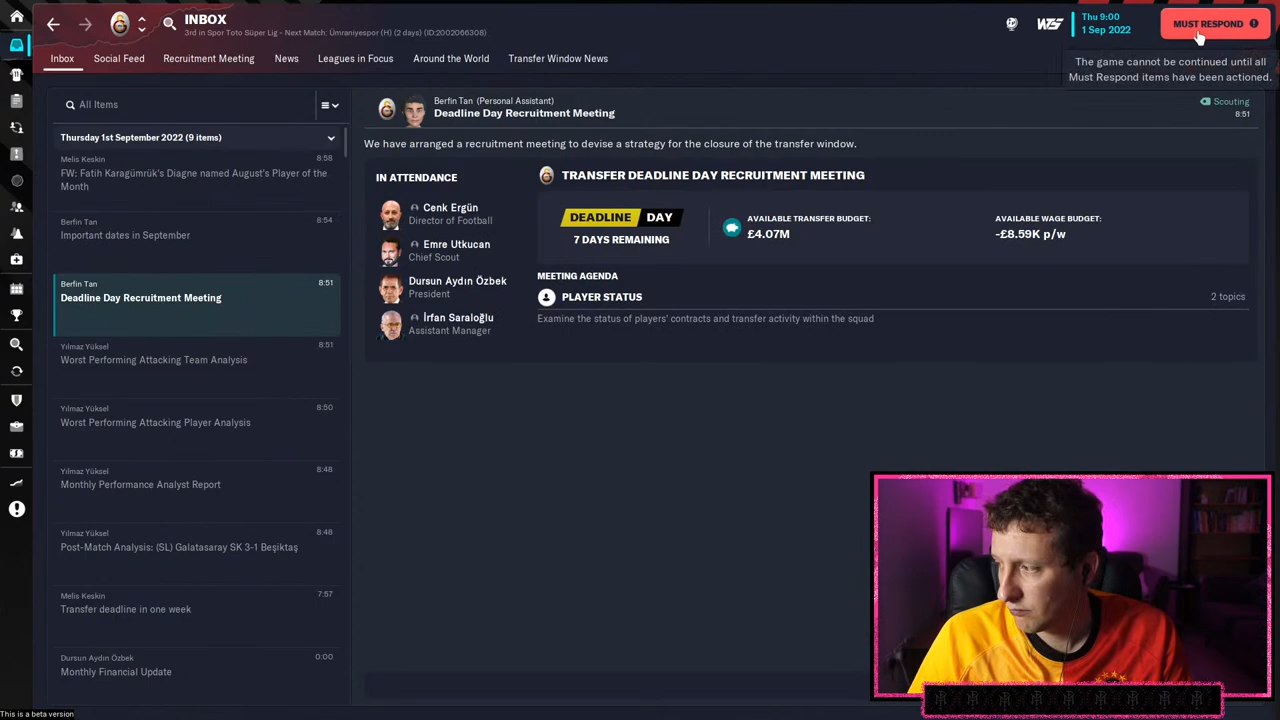 INBOX
3rd in Spor Toto Süper Lig - Next Match: Ümraniyespor (H) (2 days) (ID:2002066308)
Thu 9:00
1 Sep 2022
MUST RESPOND
The game cannot be continued until all
Must Respond items have been actioned.
Inbox
Social Feed
Recruitment Meeting
News
Leagues in Focus
Around the World
Transfer Window News
All Items
Thursday 1st September 2022 (9 items)
Melis Keskin
8:58
FW: Fatih Karagümrük's Diagne named August's Player of the
Month
Berfin Tan
8:54
Important dates in September
Berfin Tan
8:51
Deadline Day Recruitment Meeting
Yılmaz Yüksel
8:51
Worst Performing Attacking Team Analysis
Yılmaz Yüksel
8:50
Worst Performing Attacking Player Analysis
Yılmaz Yüksel
8:48
Monthly Performance Analyst Report
Yılmaz Yüksel
8:48
Post-Match Analysis: (SL) Galatasaray SK 3-1 Beşiktaş
Melis Keskin
7:57
Transfer deadline in one week
Dursun Aydın Özbek
0:00
Monthly Financial Update
Berfin Tan (Personal Assistant)
Deadline Day Recruitment Meeting
Scouting
8:51
We have arranged a recruitment meeting to devise a strategy for the closure of the transfer window.
IN ATTENDANCE
Cenk Ergün
Director of Football
Emre Utkucan
Chief Scout
Dursun Aydın Özbek
President
İrfan Saraloğlu
Assistant Manager
TRANSFER DEADLINE DAY RECRUITMENT MEETING
DEADLINE DAY
7 DAYS REMAINING
AVAILABLE TRANSFER BUDGET:
£4.07M
AVAILABLE WAGE BUDGET:
-£8.59K p/w
MEETING AGENDA
PLAYER STATUS
2 topics
Examine the status of players' contracts and transfer activity within the squad
This is a beta version